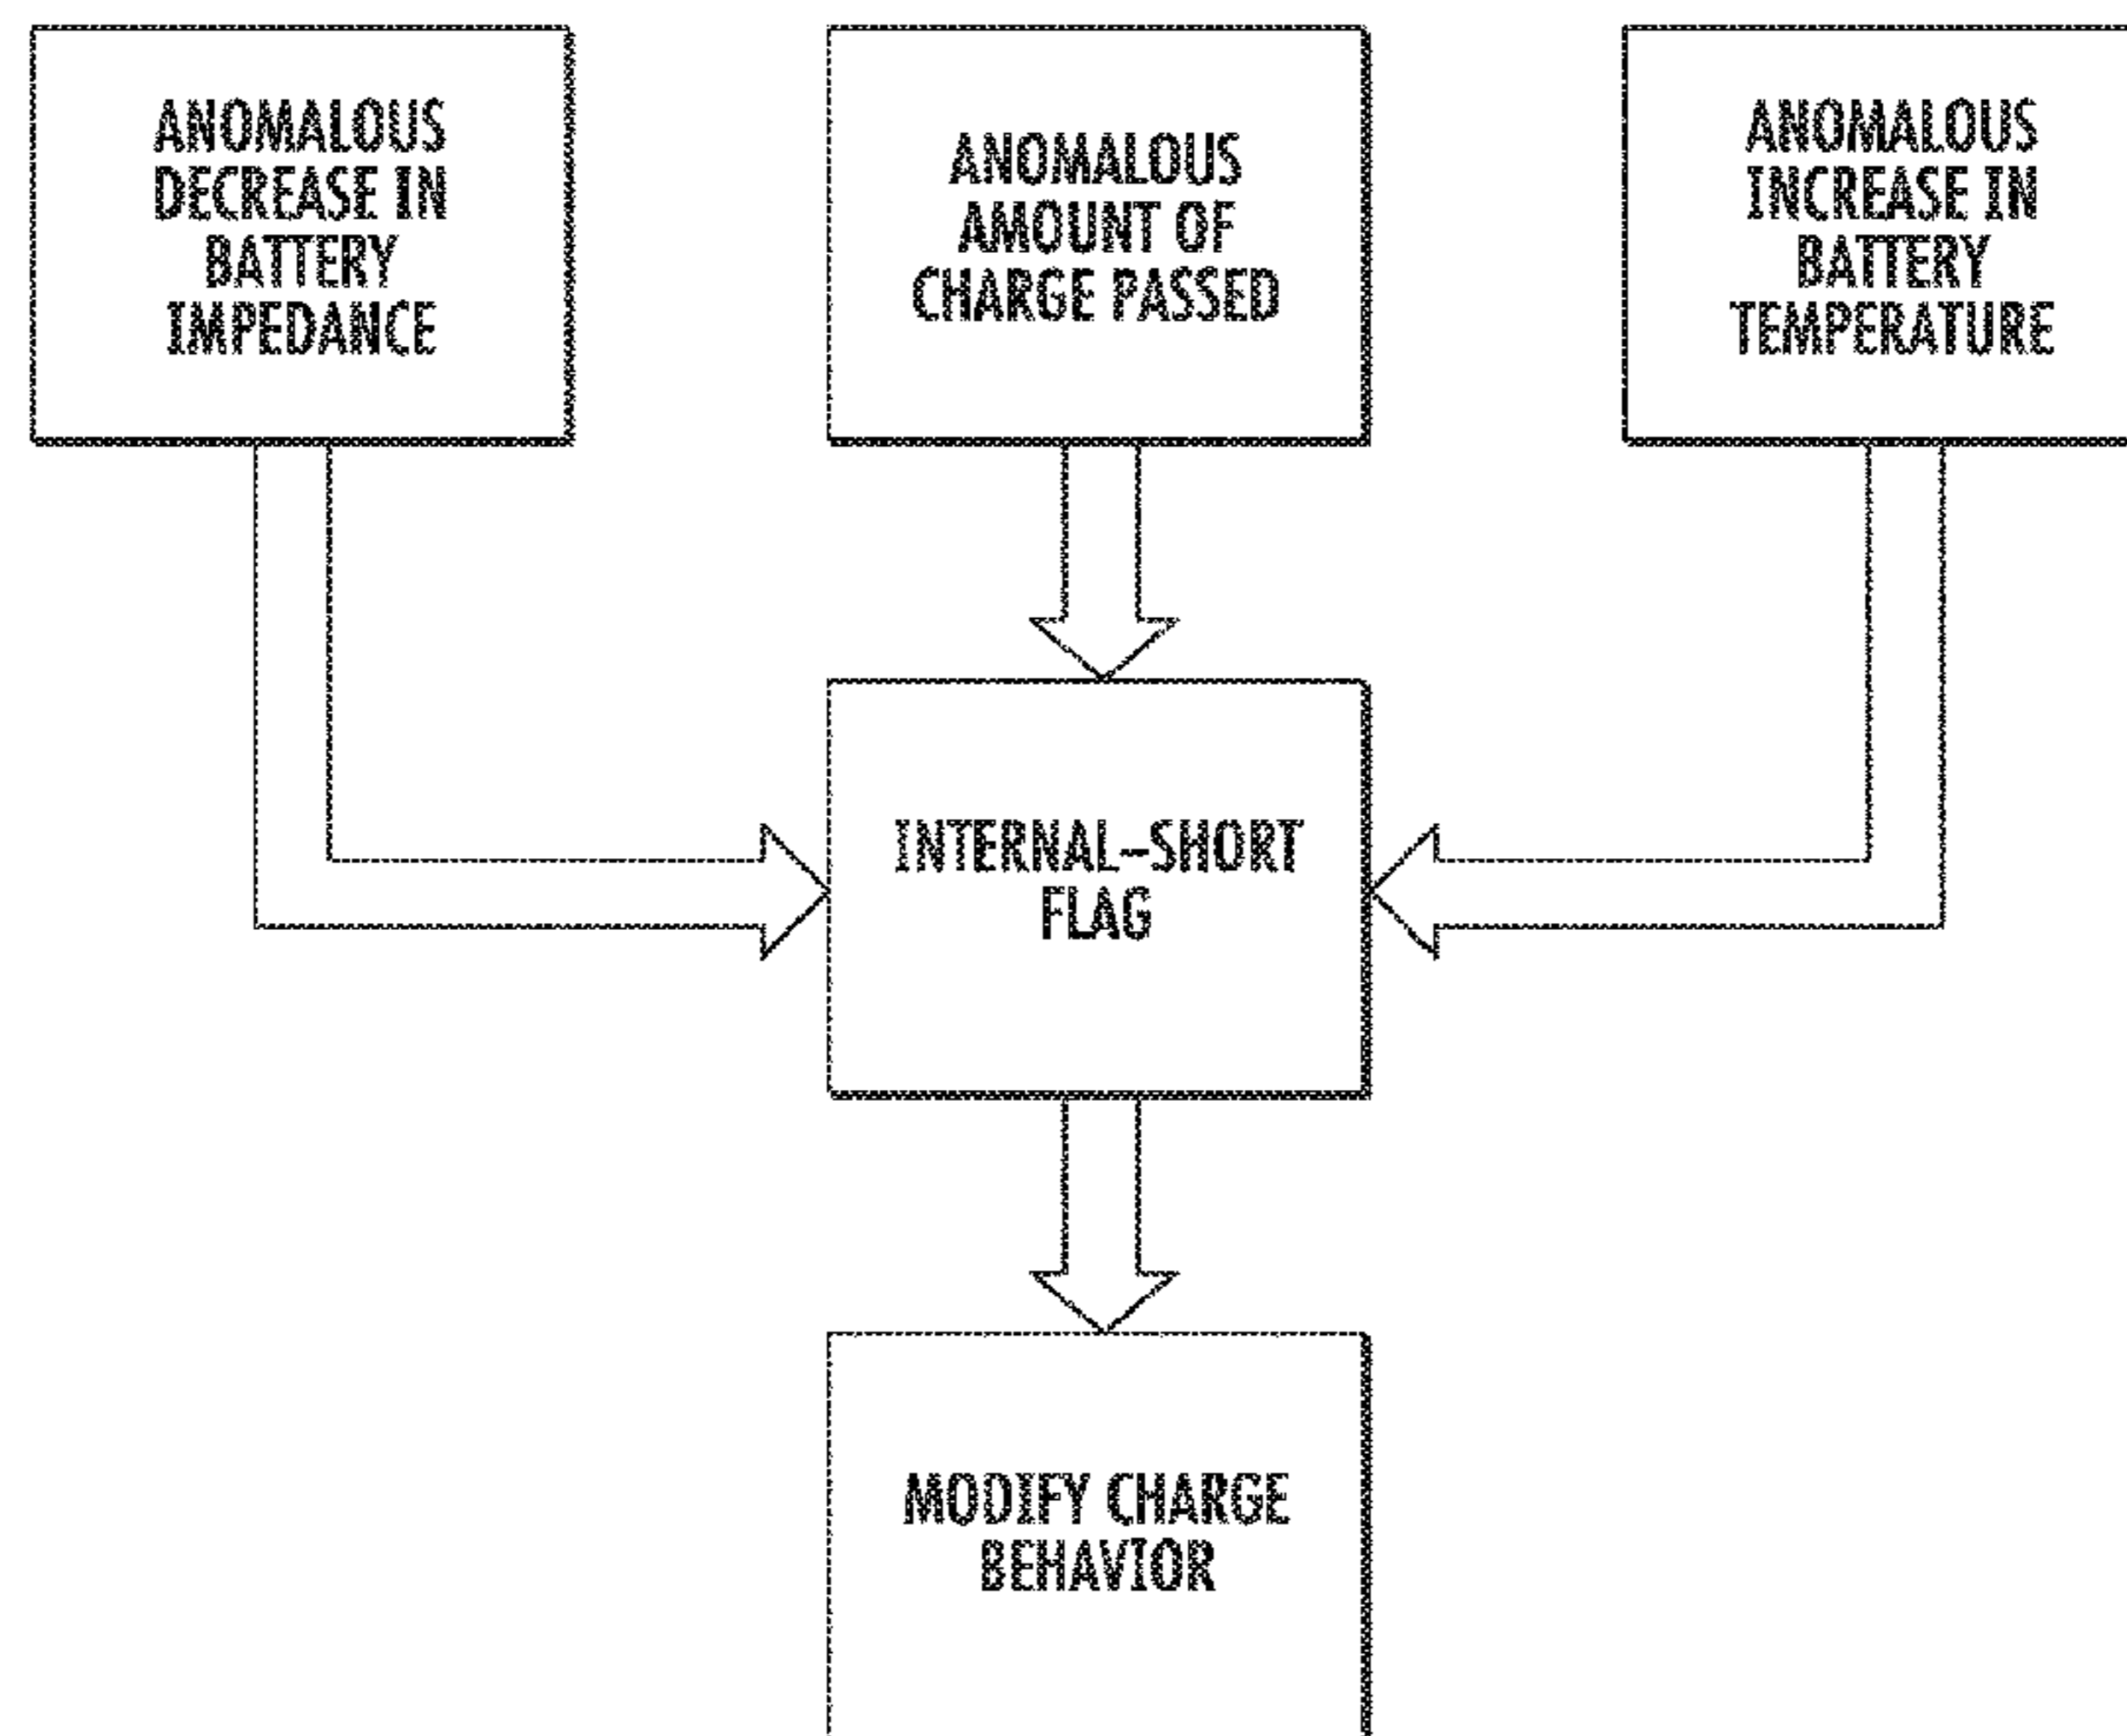 ANOMALOUS
DECREASE IN
BATTERY
IMPEDANCE
ANOMALOUS
AMOUNT OF
CHARGE PASSED
ANOMALOUS
INCREASE IN
BATTERY
TEMPERATURE
INTERNAL-SHORT
FLAG
MODIFY CHARGE
BEHAVIOR